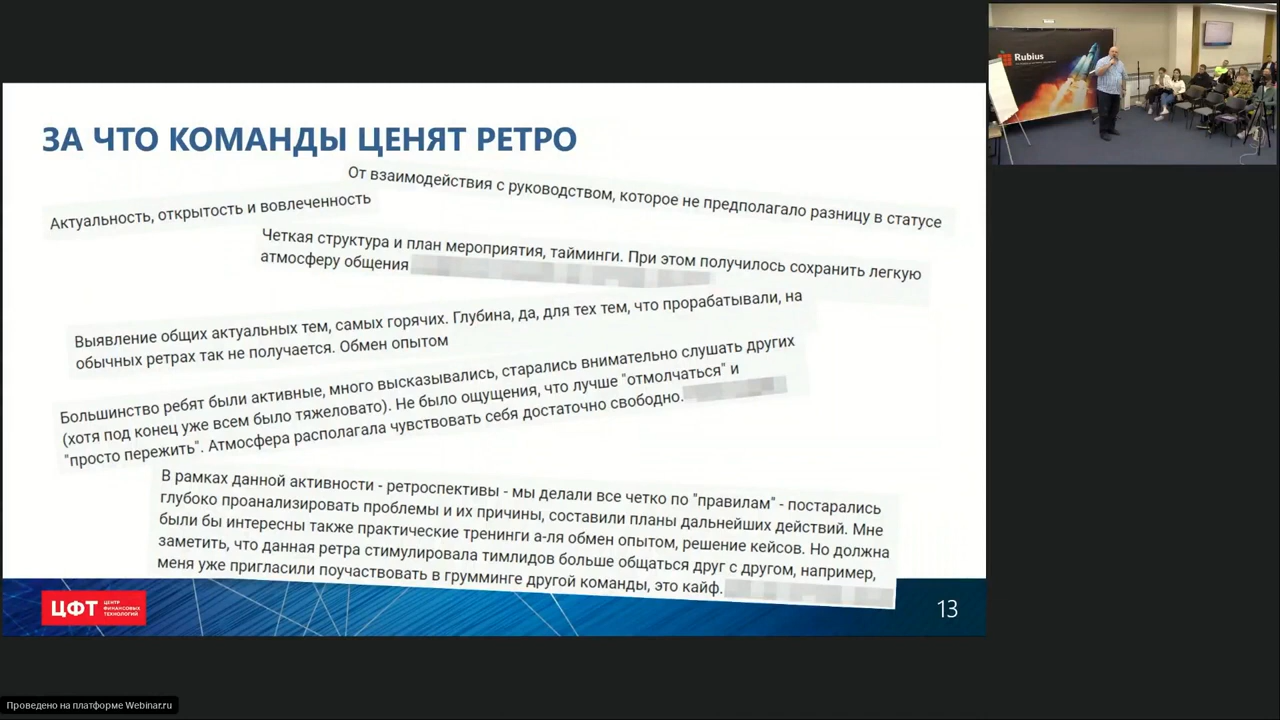 Rubius
ЗА ЧТО КОМАНДЫ ЦЕНЯТ РЕТРО
От взаимодействия с руководством, которое не предполагало разницу в статусе
Актуальность, открытость и вовлеченность
Четкая структура и план мероприятия, тайминги. При этом получилось сохранить легкую
атмосферу общения
Выявление общих актуальных тем, самых горячих. Глубина, да, для тех тем, что прорабатывали, на
обычных ретрах так не получается. Обмен опытом
Большинство ребят были активные, много высказывались, старались внимательно слушать других
(хотя под конец уже всем было тяжеловато). Не было ощущения, что лучше "отмолчаться" и
"просто пережить". Атмосфера располагала чувствовать себя достаточно свободно.
В рамках данной активности - ретроспективы - мы делали все четко по "правилам" - постарались
глубоко проанализировать проблемы и их причины, составили планы дальнейших действий. Мне
были бы интересны также практические тренинги а-ля обмен опытом, решение кейсов. Но должна
заметить, что данная ретра стимулировала тимлидов больше общаться друг с другом, например,
меня уже пригласили поучаствовать в грумминге другой команды, это кайф.
ЦФТ
ЦЕНТР
ФИНАНСОВЫХ
ТЕХНОЛОГИЙ
13
Проведено на платформе Webinar.ru